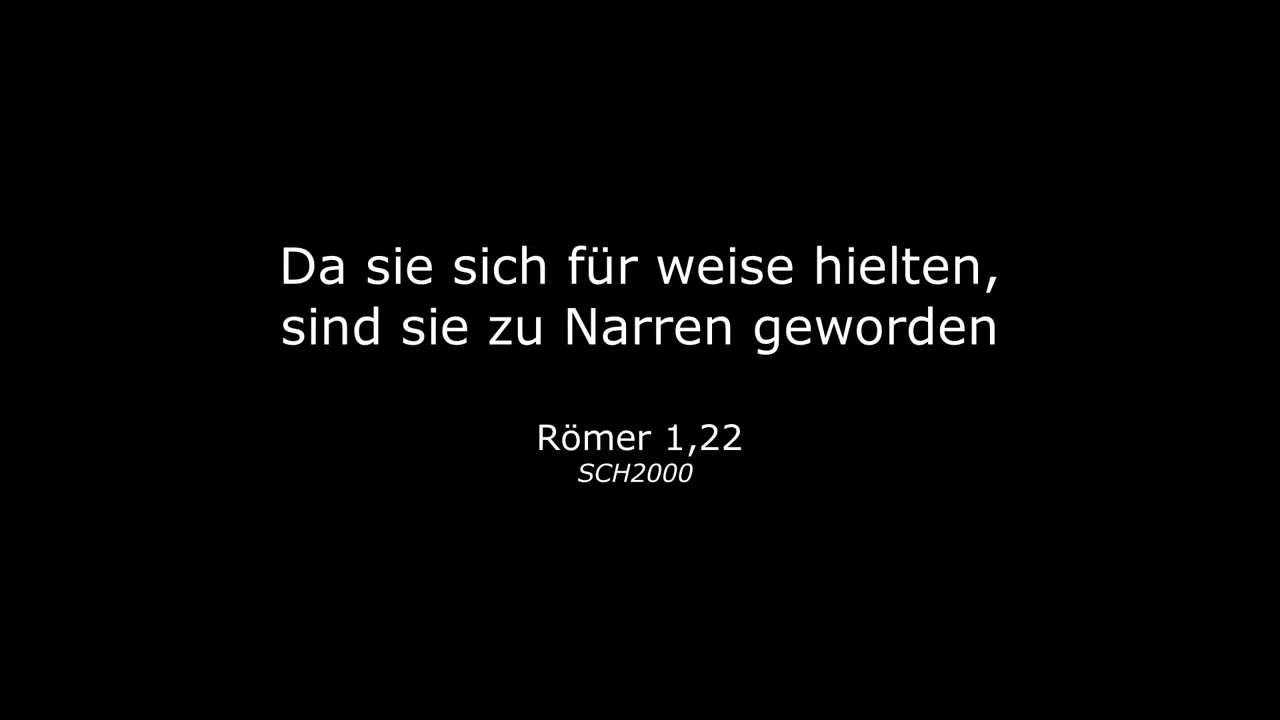 Da sie sich für weise hielten,
sind sie zu Narren geworden
Römer 1,22
SCH2000